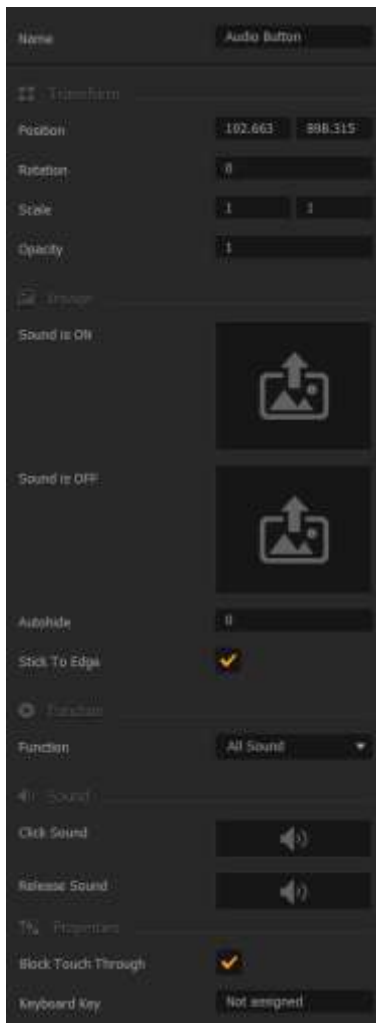 Name Audio Button
Transform
Position 102.663 898.315
Rotation 0
Scale 1 1
Opacity 1
Image
Sound is ON
Sound is OFF
Autohide 0
Stick To Edge
Function
Function All Sound
Sound
Click Sound
Release Sound
Properties
Block Touch Through
Keyboard Key Not assigned